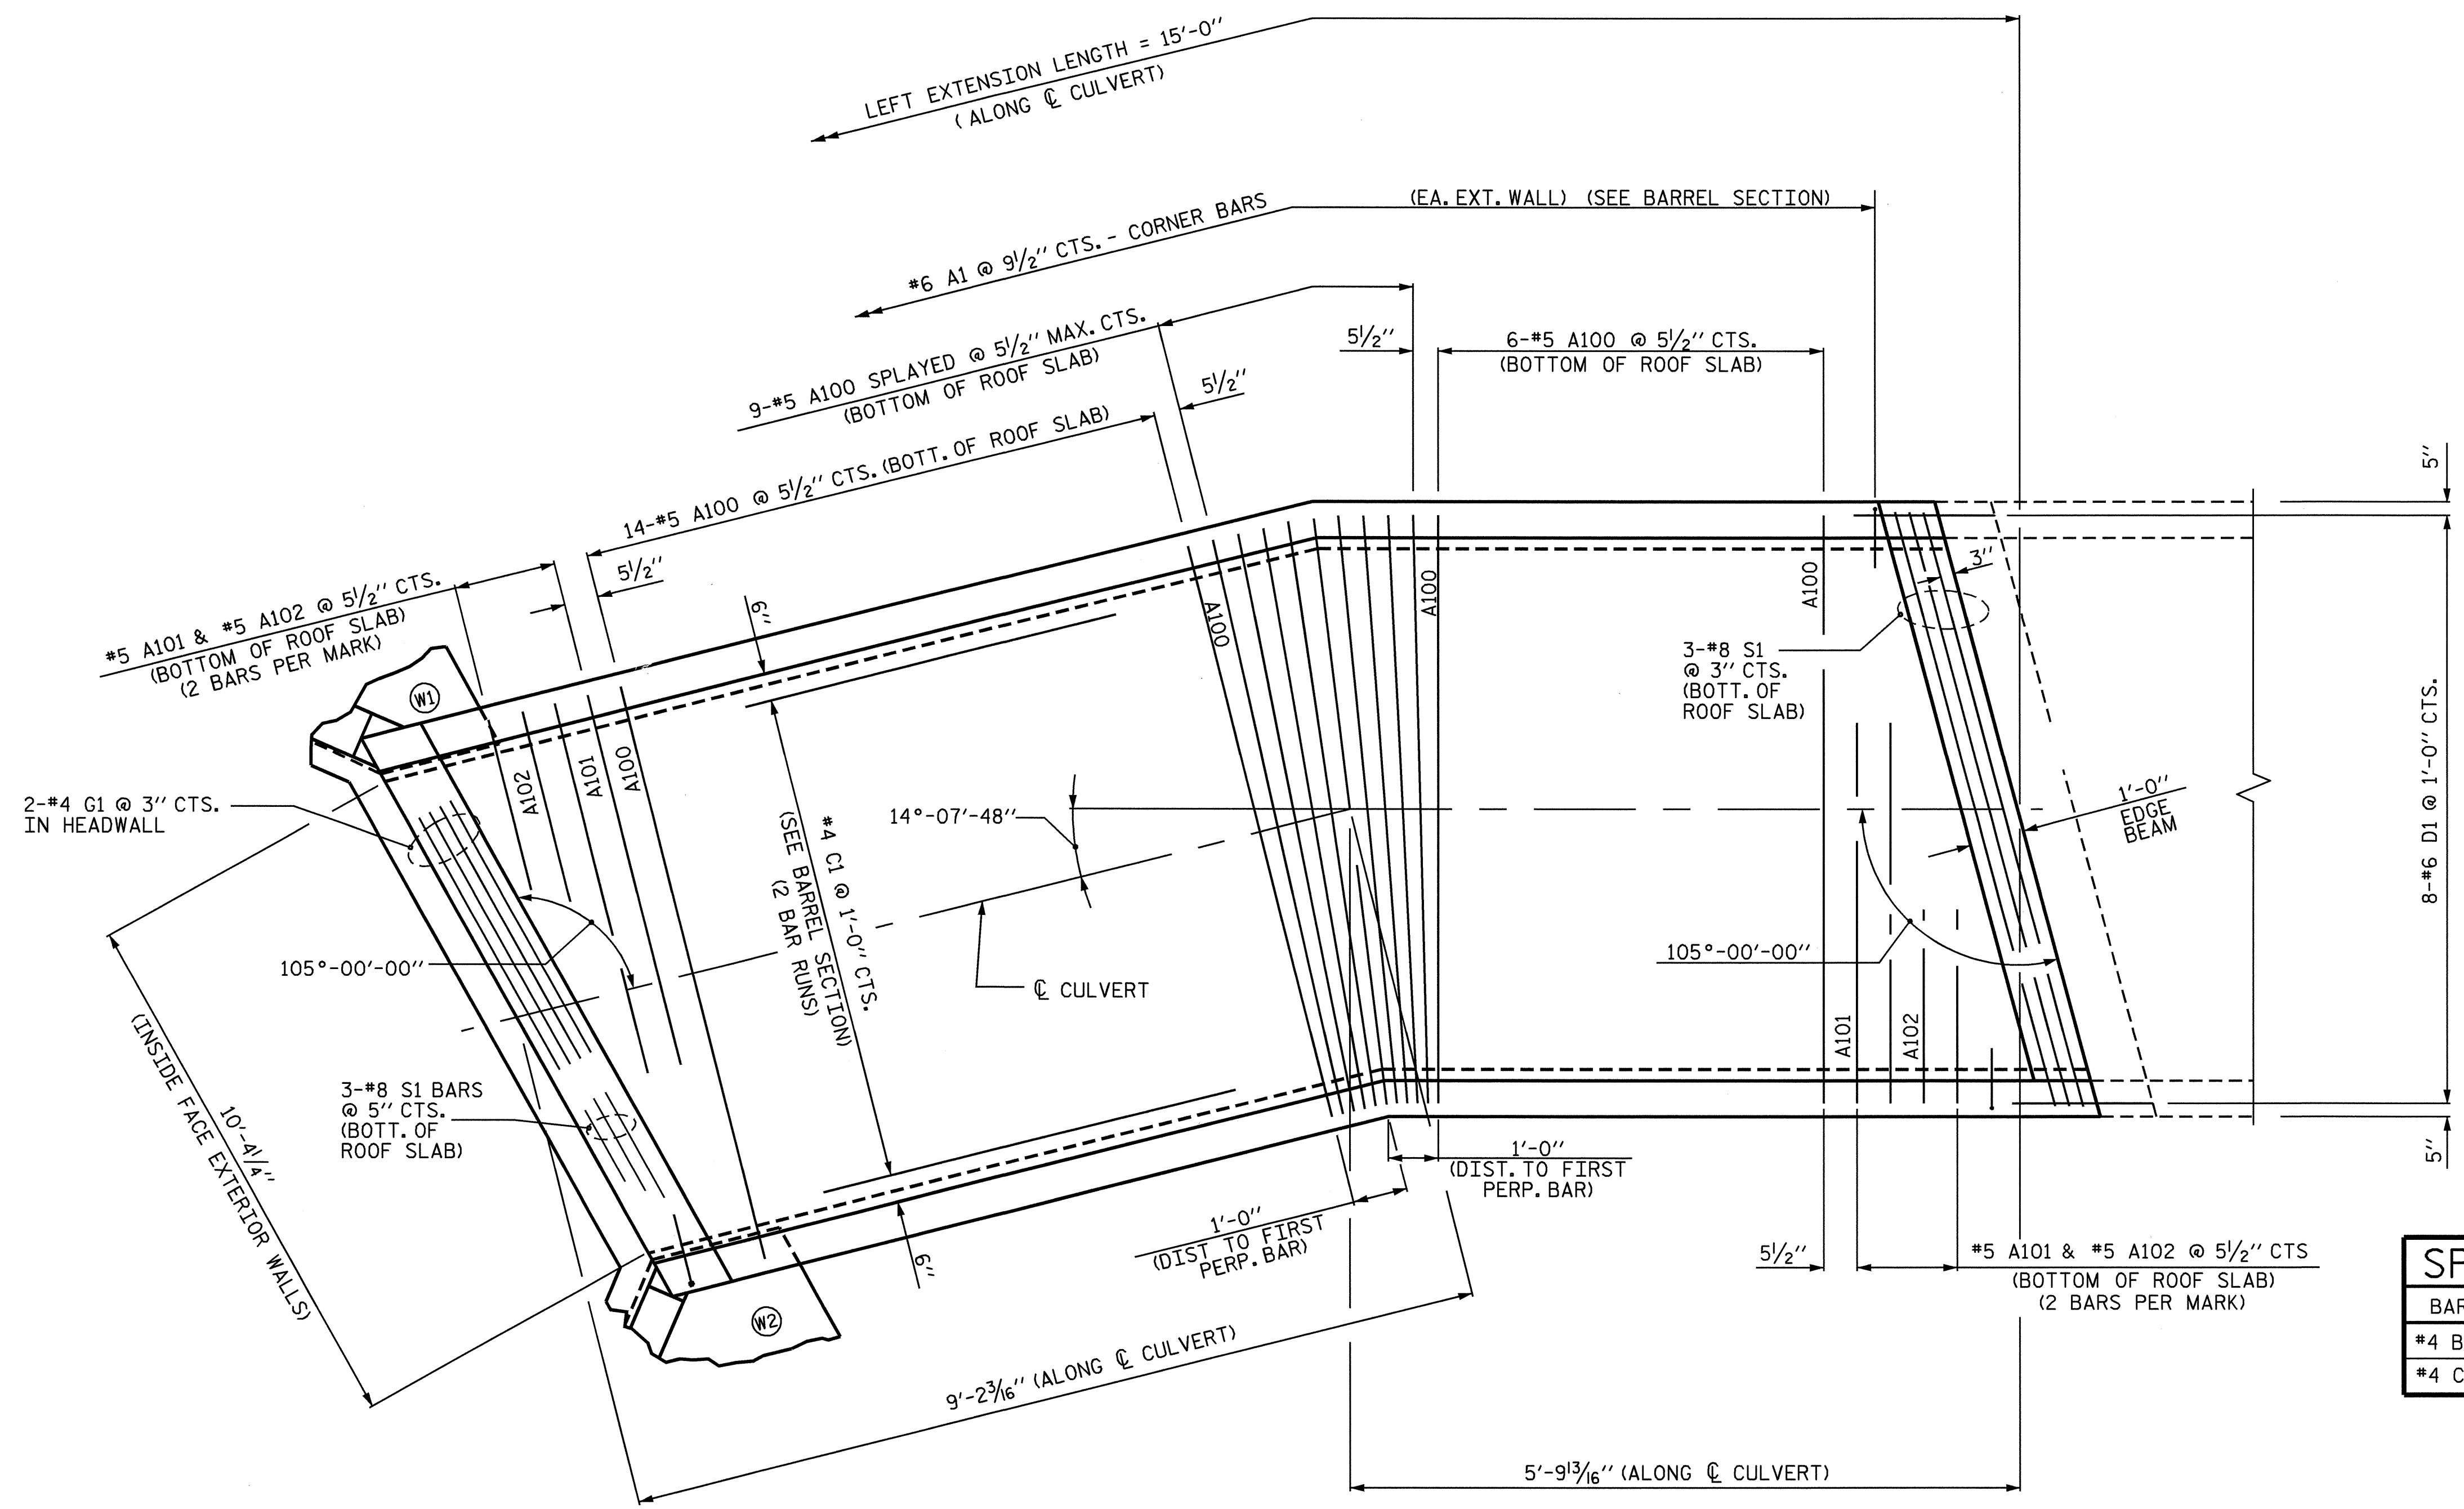 LEFT EXTENSION LENGTH = 15'-0"
(ALONG ℄ CULVERT)
#6 A1 @ 9½" CTS. - CORNER BARS
(EA. EXT. WALL) (SEE BARREL SECTION)
9-#5 A100 SPLAYED @ 5½" MAX. CTS.
(BOTTOM OF ROOF SLAB)
5½"
5½"
6-#5 A100 @ 5½" CTS.
(BOTTOM OF ROOF SLAB)
14-#5 A100 @ 5½" CTS. (BOTT. OF ROOF SLAB)
5½"
#5 A101 & #5 A102 @ 5½" CTS.
(BOTTOM OF ROOF SLAB)
(2 BARS PER MARK)
W1
6"
A102
A101
A100
A100
A100
A100
3"
5"
3-#8 S1
@ 3" CTS.
(BOTT. OF
ROOF SLAB)
8-#6 D1 @ 1'-0" CTS.
2-#4 G1 @ 3" CTS.
IN HEADWALL
14°-07'-48"
#4 C1 @ 1'-0" CTS.
(SEE BARREL SECTION)
(2 BAR RUNS)
1'-0"
EDGE
BEAM
105°-00'-00"
105°-00'-00"
℄ CULVERT
A101
A102
(INSIDE FACE EXTERIOR WALLS)
10'-4¼"
3-#8 S1 BARS
@ 5" CTS.
(BOTT. OF
ROOF SLAB)
5"
1'-0"
(DIST. TO FIRST
PERP. BAR)
1'-0"
(DIST TO FIRST
PERP. BAR)
6"
W2
5½"
#5 A101 & #5 A102 @ 5½" CTS
(BOTTOM OF ROOF SLAB)
(2 BARS PER MARK)
9'-2³⁄₁₆" (ALONG ℄ CULVERT)
5'-9¹³⁄₁₆" (ALONG ℄ CULVERT)
#4 B
#4 C